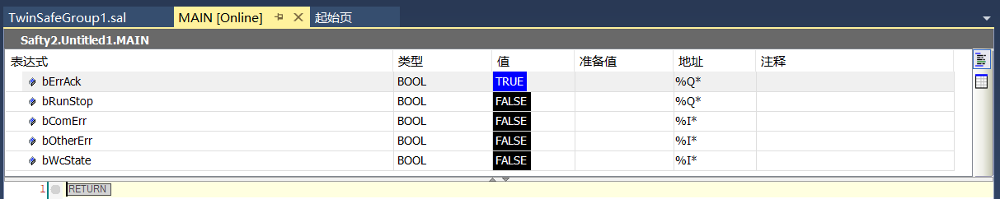 TwinSafeGroup1.sal MAIN [Online] 起始页
Safty2.Untitled1.MAIN
表达式 类型 值 准备值 地址 注释
bErrAck BOOL TRUE %Q*
bRunStop BOOL FALSE %Q*
bComErr BOOL FALSE %I*
bOtherErr BOOL FALSE %I*
bWcState BOOL FALSE %I*
1 RETURN